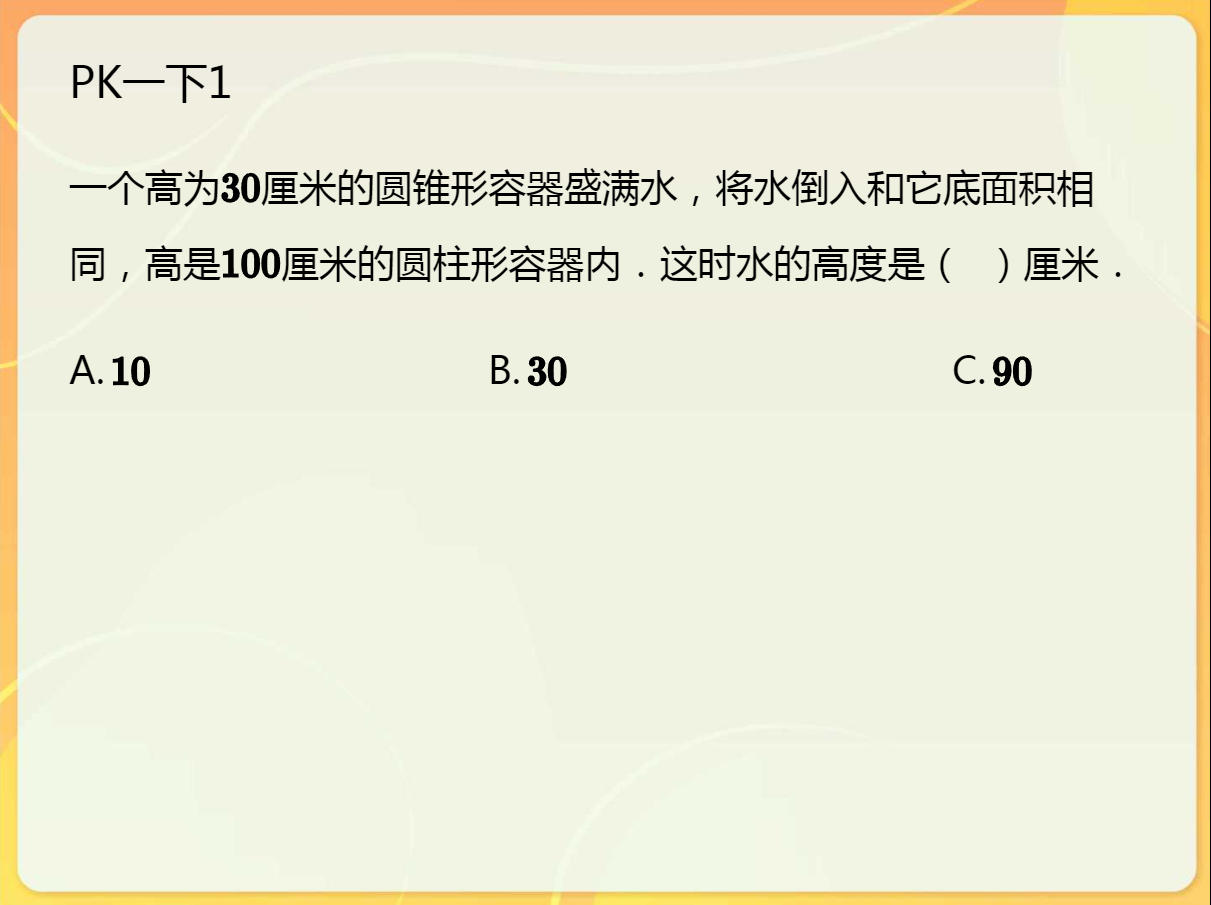 PK一下1
一个高为30厘米的圆锥形容器盛满水，将水倒入和它底面积相
同，高是100厘米的圆柱形容器内．这时水的高度是（ ）厘米．
A. 10 B. 30 C. 90